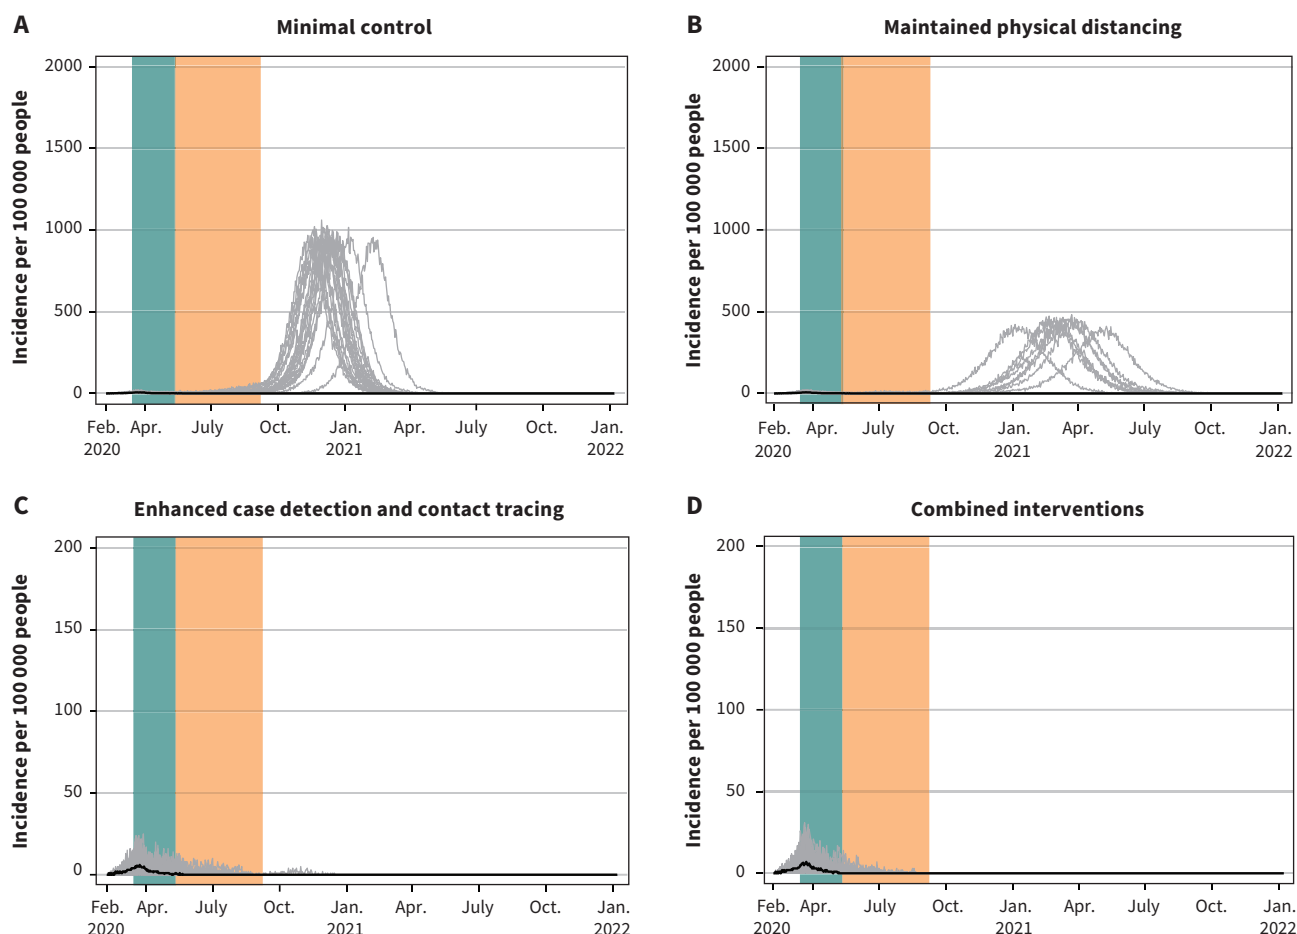 A
Minimal control
Incidence per 100 000 people
2000
1500
1000
500
0
Feb. Apr. July Oct. Jan. Apr. July Oct. Jan.
2020 2021 2022
B
Maintained physical distancing
Incidence per 100 000 people
2000
1500
1000
500
0
Feb. Apr. July Oct. Jan. Apr. July Oct. Jan.
2020 2021 2022
C
Enhanced case detection and contact tracing
Incidence per 100 000 people
200
150
100
50
0
Feb. Apr. July Oct. Jan. Apr. July Oct. Jan.
2020 2021 2022
D
Combined interventions
Incidence per 100 000 people
200
150
100
50
0
Feb. Apr. July Oct. Jan. Apr. July Oct. Jan.
2020 2021 2022